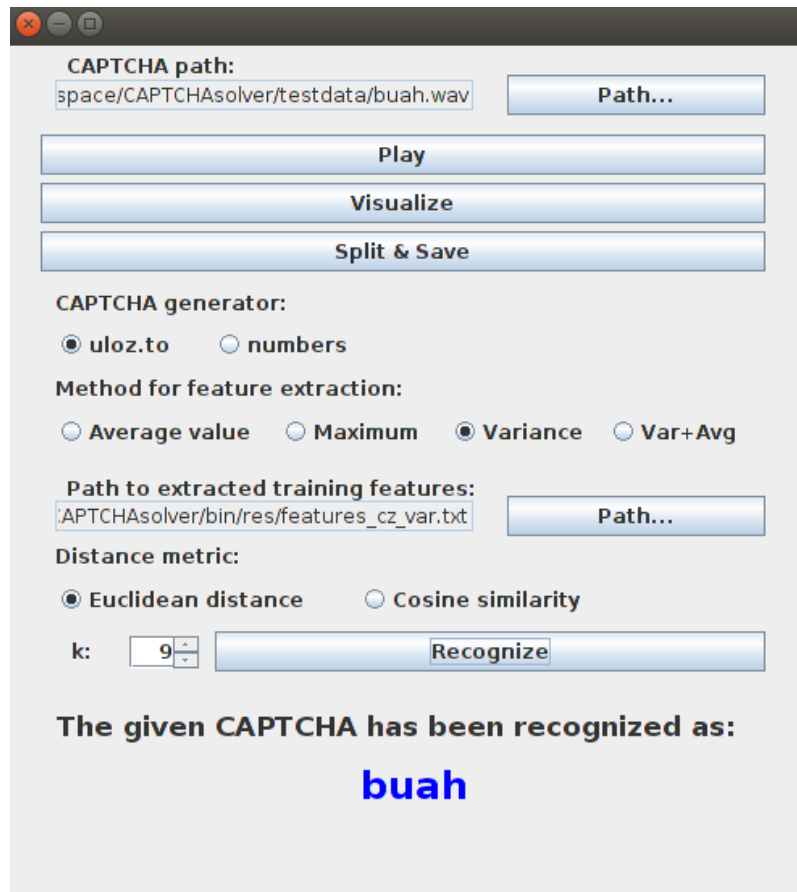 CAPTCHA path:
space/CAPTCHAsolver/testdata/buah.wav Path...
Play
Visualize
Split & Save
CAPTCHA generator:
uloz.to numbers
Method for feature extraction:
Average value Maximum Variance Var+Avg
Path to extracted training features:
:APTCHAsolver/bin/res/features_cz_var.txt Path...
Distance metric:
Euclidean distance Cosine similarity
k: 9 Recognize
The given CAPTCHA has been recognized as:
buah